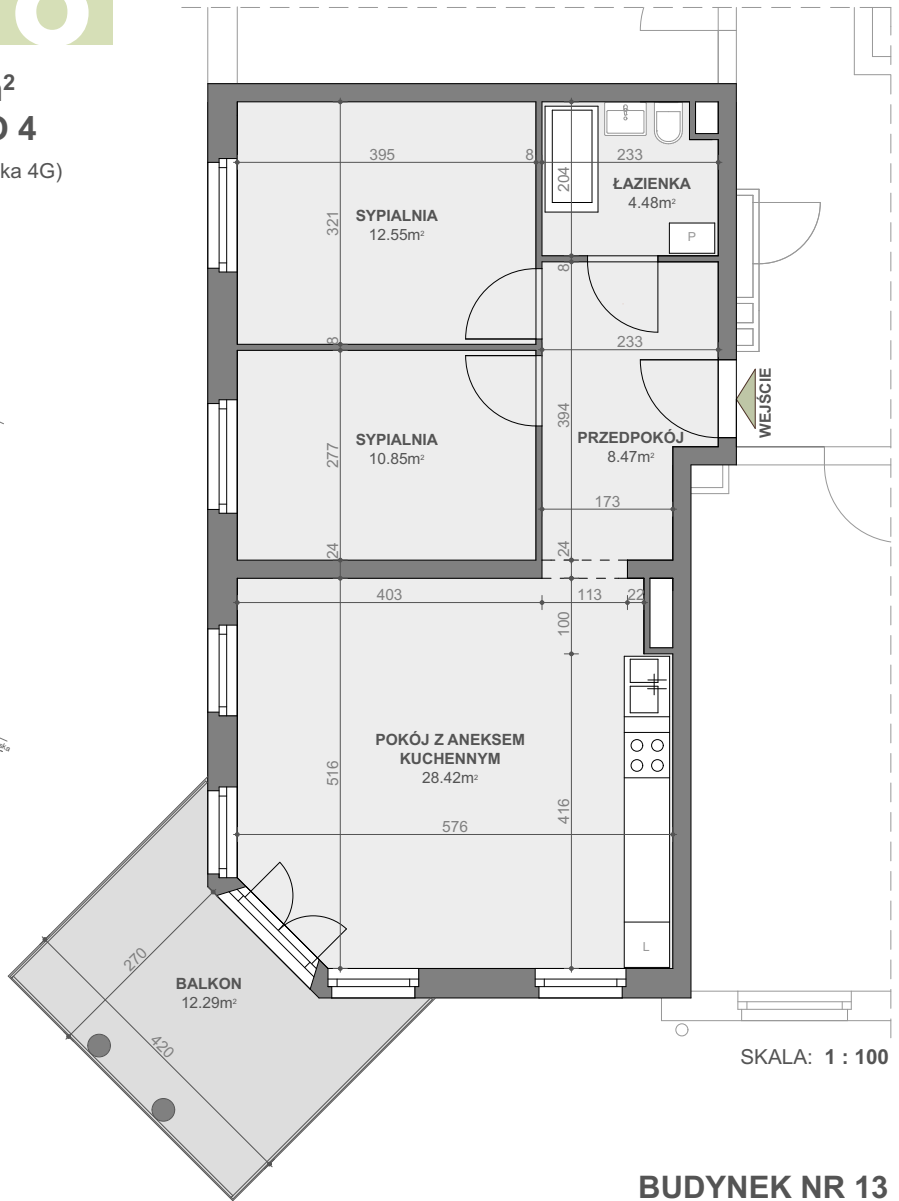 4
ka 4G)
395
8
233
204
ŁAZIENKA
4.48m²
SYPIALNIA
12.55m²
321
P
8
8
233
WEJŚCIE
394
SYPIALNIA
10.85m²
277
PRZEDPOKÓJ
8.47m²
173
24
24
403
113
22
100
POKÓJ Z ANEKSEM
KUCHENNYM
28.42m²
516
416
576
L
270
BALKON
12.29m²
420
SKALA: 1 : 100
BUDYNEK NR 13